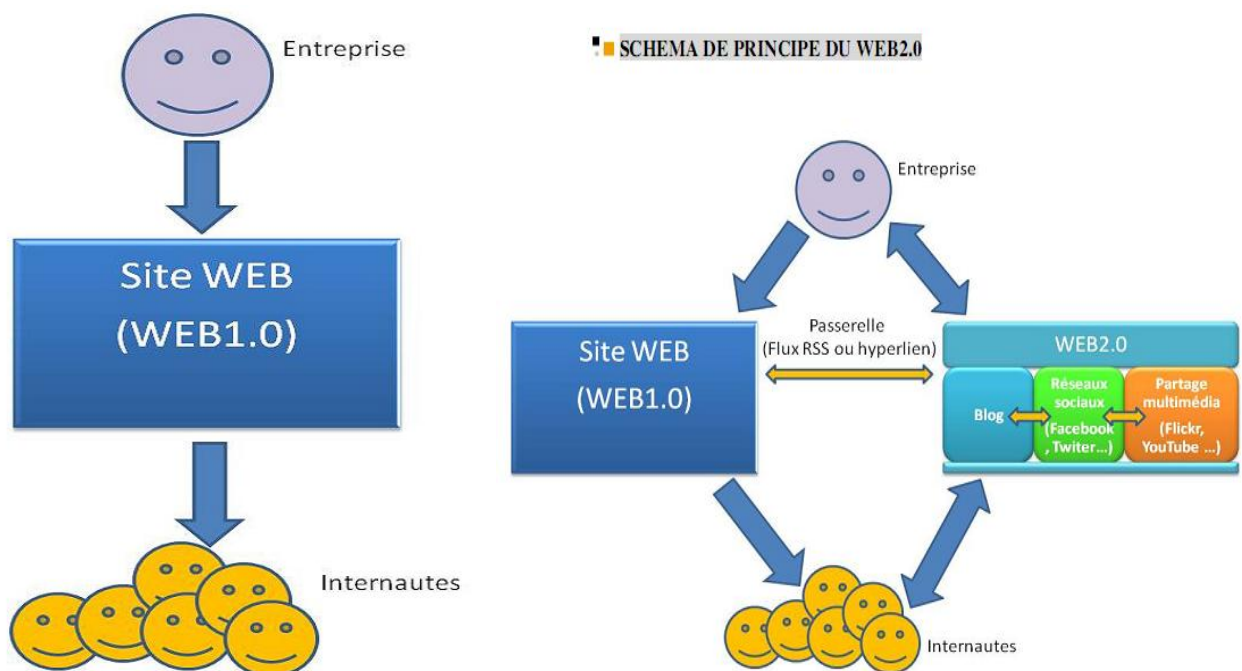 Entreprise
Site WEB
(WEB1.0)
Internautes
SCHEMA DE PRINCIPE DU WEB2.0
Entreprise
Passerelle
(Flux RSS ou hyperlien)
Site WEB
(WEB1.0)
WEB2.0
Blog
Réseaux
sociaux
(Facebook
, Twiter...)
Partage
multimédia
(Flickr,
YouTube ...)
Internautes